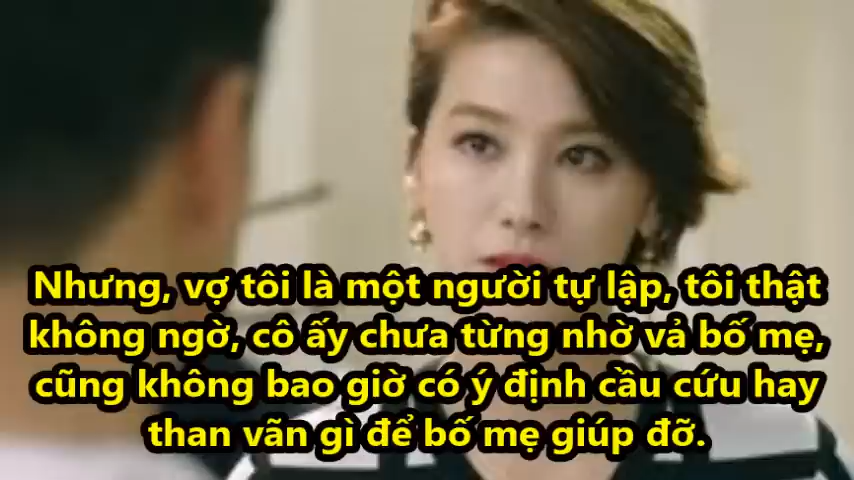 Nhưng, vợ tôi là một người tự lập, tôi thật
không ngờ, cô ấy chưa từng nhờ vả bố mẹ,
cũng không bao giờ có ý định cầu cứu hay
than vãn gì để bố mẹ giúp đỡ.